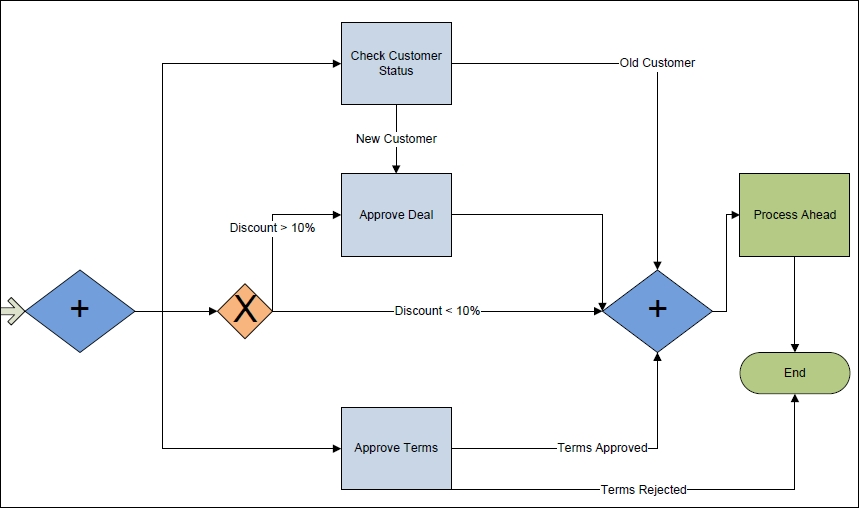 Check Customer
Status
Old Customer
New Customer
Approve Deal
Process Ahead
Discount > 10%
+
X
Discount < 10%
+
End
Approve Terms
Terms Approved
Terms Rejected